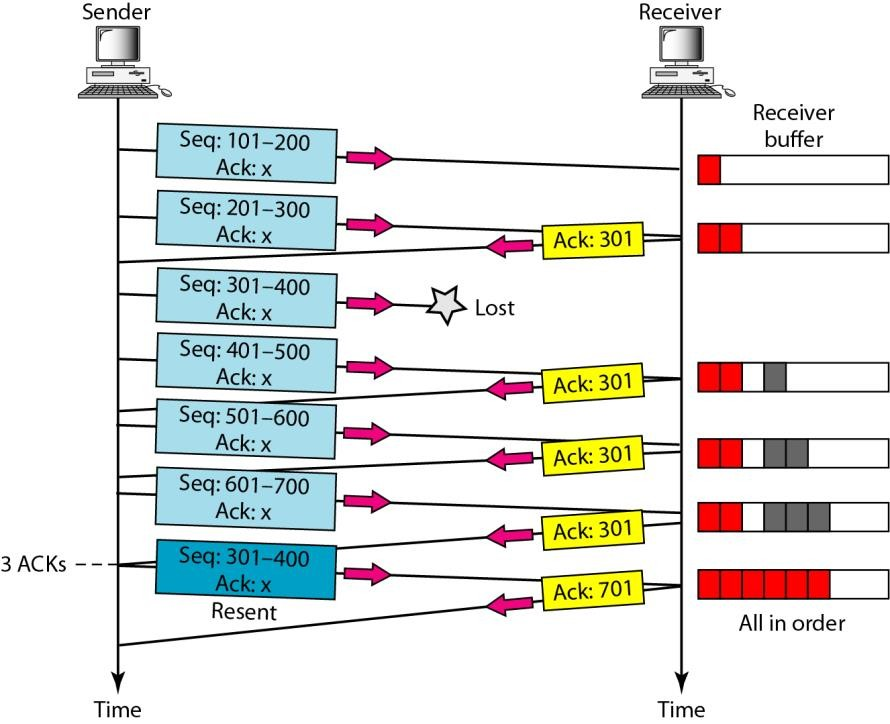 Sender
Receiver
Receiver
buffer
Seq: 101–200
Ack: x
Seq: 201–300
Ack: x
Ack: 301
Seq: 301–400
Ack: x
Lost
Seq: 401–500
Ack: x
Ack: 301
Seq: 501–600
Ack: x
Ack: 301
Seq: 601–700
Ack: x
Ack: 301
3 ACKs
Seq: 301–400
Ack: x
Resent
Ack: 701
All in order
Time
Time